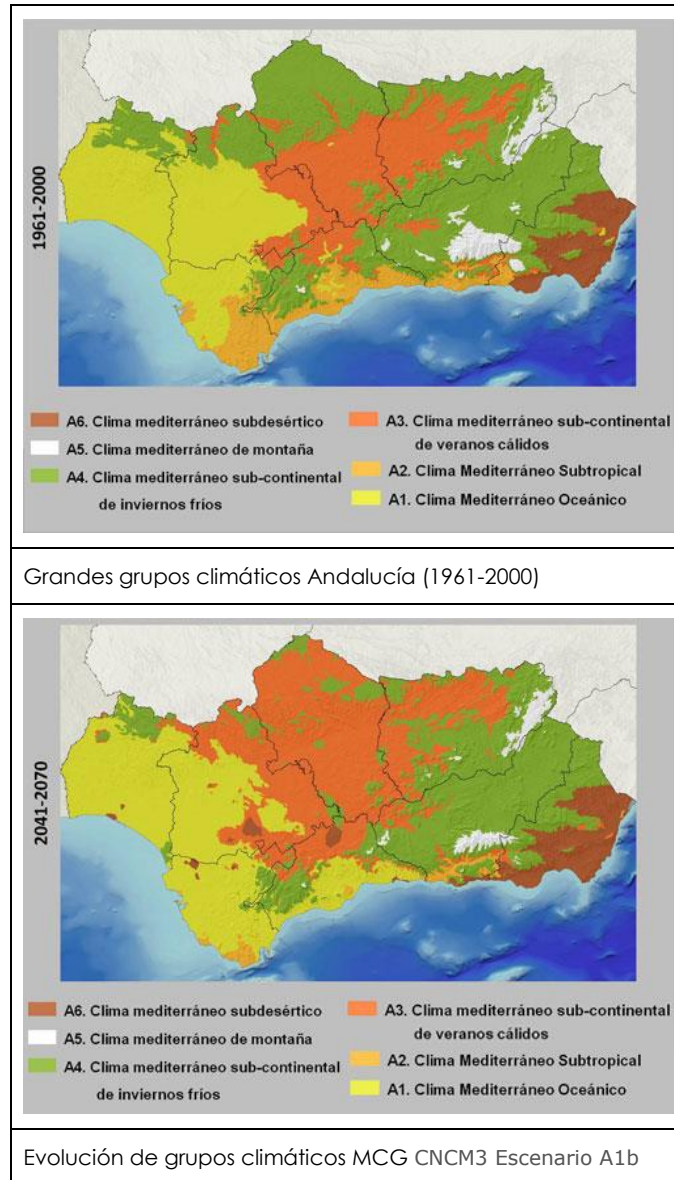 1961-2000
A6. Clima mediterráneo subdesértico
A5. Clima mediterráneo de montaña
A4. Clima mediterráneo sub-continental
de inviernos fríos
A3. Clima mediterráneo sub-continental
de veranos cálidos
A2. Clima Mediterráneo Subtropical
A1. Clima Mediterráneo Oceánico
Grandes grupos climáticos Andalucía (1961-2000)
2041-2070
A6. Clima mediterráneo subdesértico
A5. Clima mediterráneo de montaña
A4. Clima mediterráneo sub-continental
de inviernos fríos
A3. Clima mediterráneo sub-continental
de veranos cálidos
A2. Clima Mediterráneo Subtropical
A1. Clima Mediterráneo Oceánico
Evolución de grupos climáticos MCG CNCM3 Escenario A1b